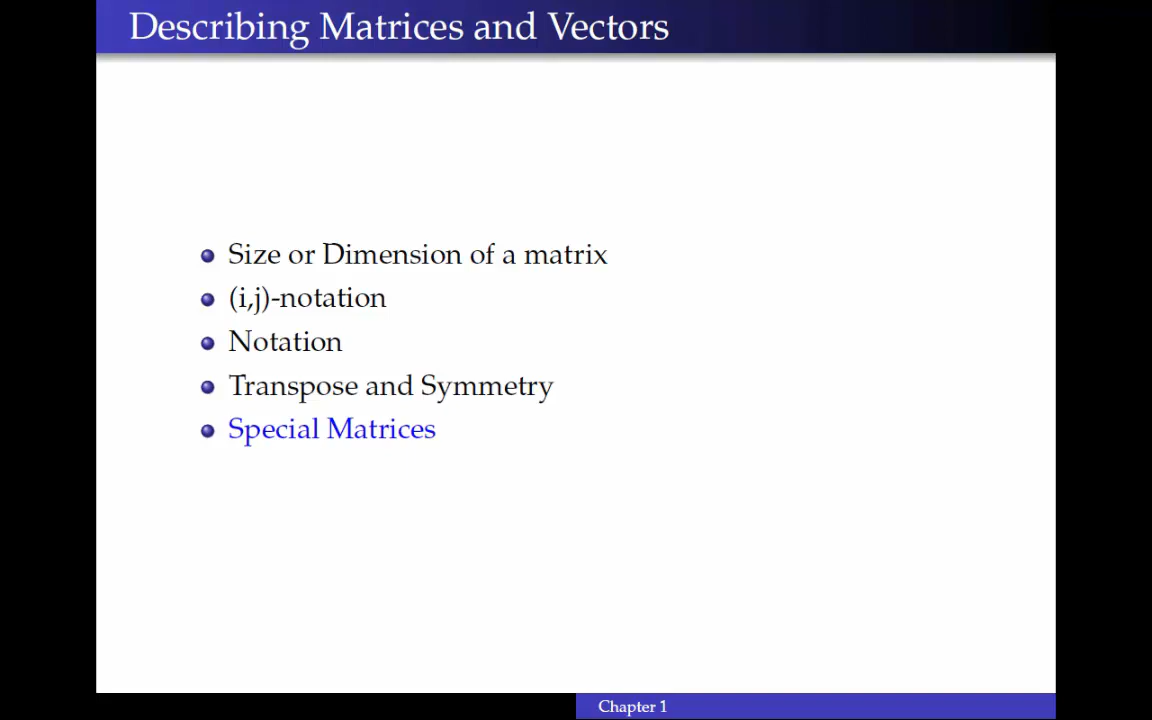 Describing Matrices and Vectors
Size or Dimension of a matrix
(i,j)-notation
Notation
Transpose and Symmetry
Special Matrices
Chapter 1